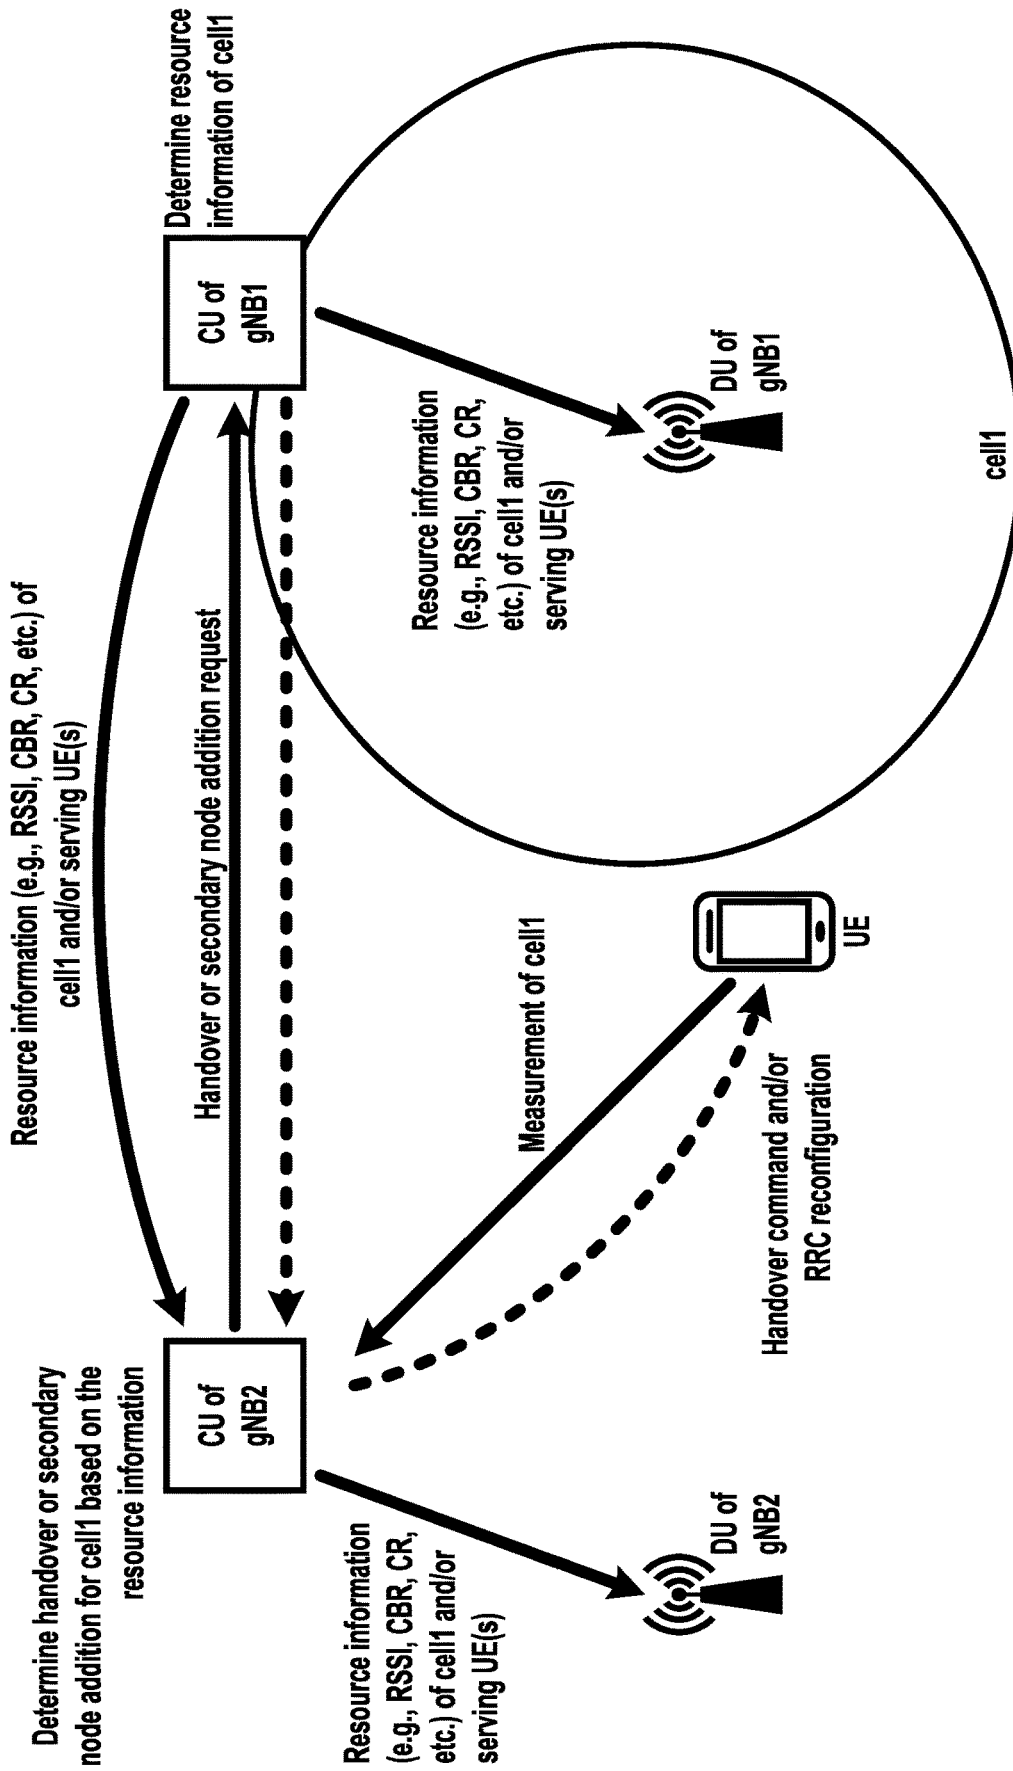 Determine handover or secondary
node addition for cell1 based on the
resource information
Resource information (e.g., RSSI, CBR, CR, etc.) of
cell1 and/or serving UE(s)
Determine resource
information of cell1
CU of
gNB2
Handover or secondary node addition request
CU of
gNB1
Resource information
(e.g., RSSI, CBR, CR,
etc.) of cell1 and/or
serving UE(s)
Measurement of cell1
Resource information
(e.g., RSSI, CBR, CR,
etc.) of cell1 and/or
serving UE(s)
DU of
gNB2
Handover command and/or
RRC reconfiguration
UE
DU of
gNB1
cell1